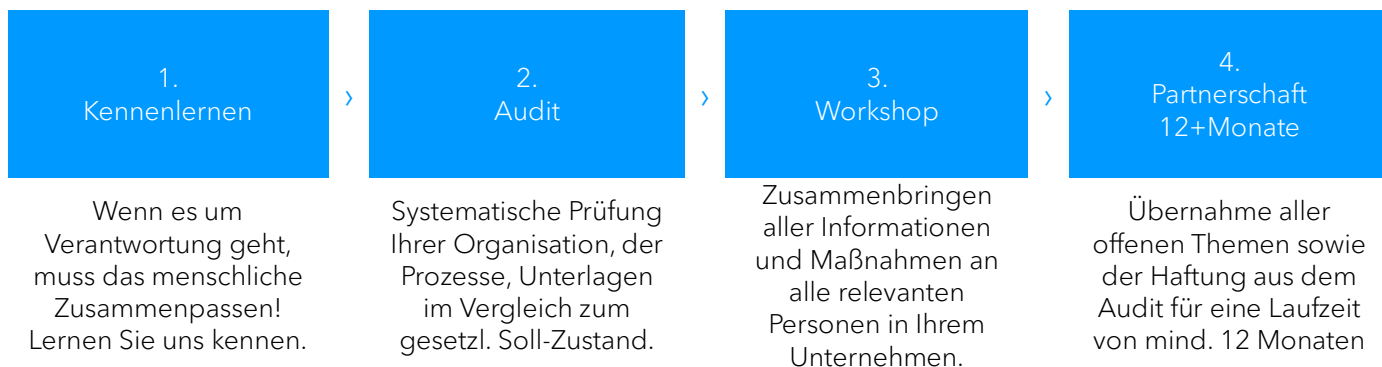 1.
Kennenlernen
›
2.
Audit
›
3.
Workshop
›
4.
Partnerschaft
12+Monate
Wenn es um
Verantwortung geht,
muss das menschliche
Zusammenpassen!
Lernen Sie uns kennen.
Systematische Prüfung
Ihrer Organisation, der
Prozesse, Unterlagen
im Vergleich zum
gesetzl. Soll-Zustand.
Zusammenbringen
aller Informationen
und Maßnahmen an
alle relevanten
Personen in Ihrem
Unternehmen.
Übernahme aller
offenen Themen sowie
der Haftung aus dem
Audit für eine Laufzeit
von mind. 12 Monaten